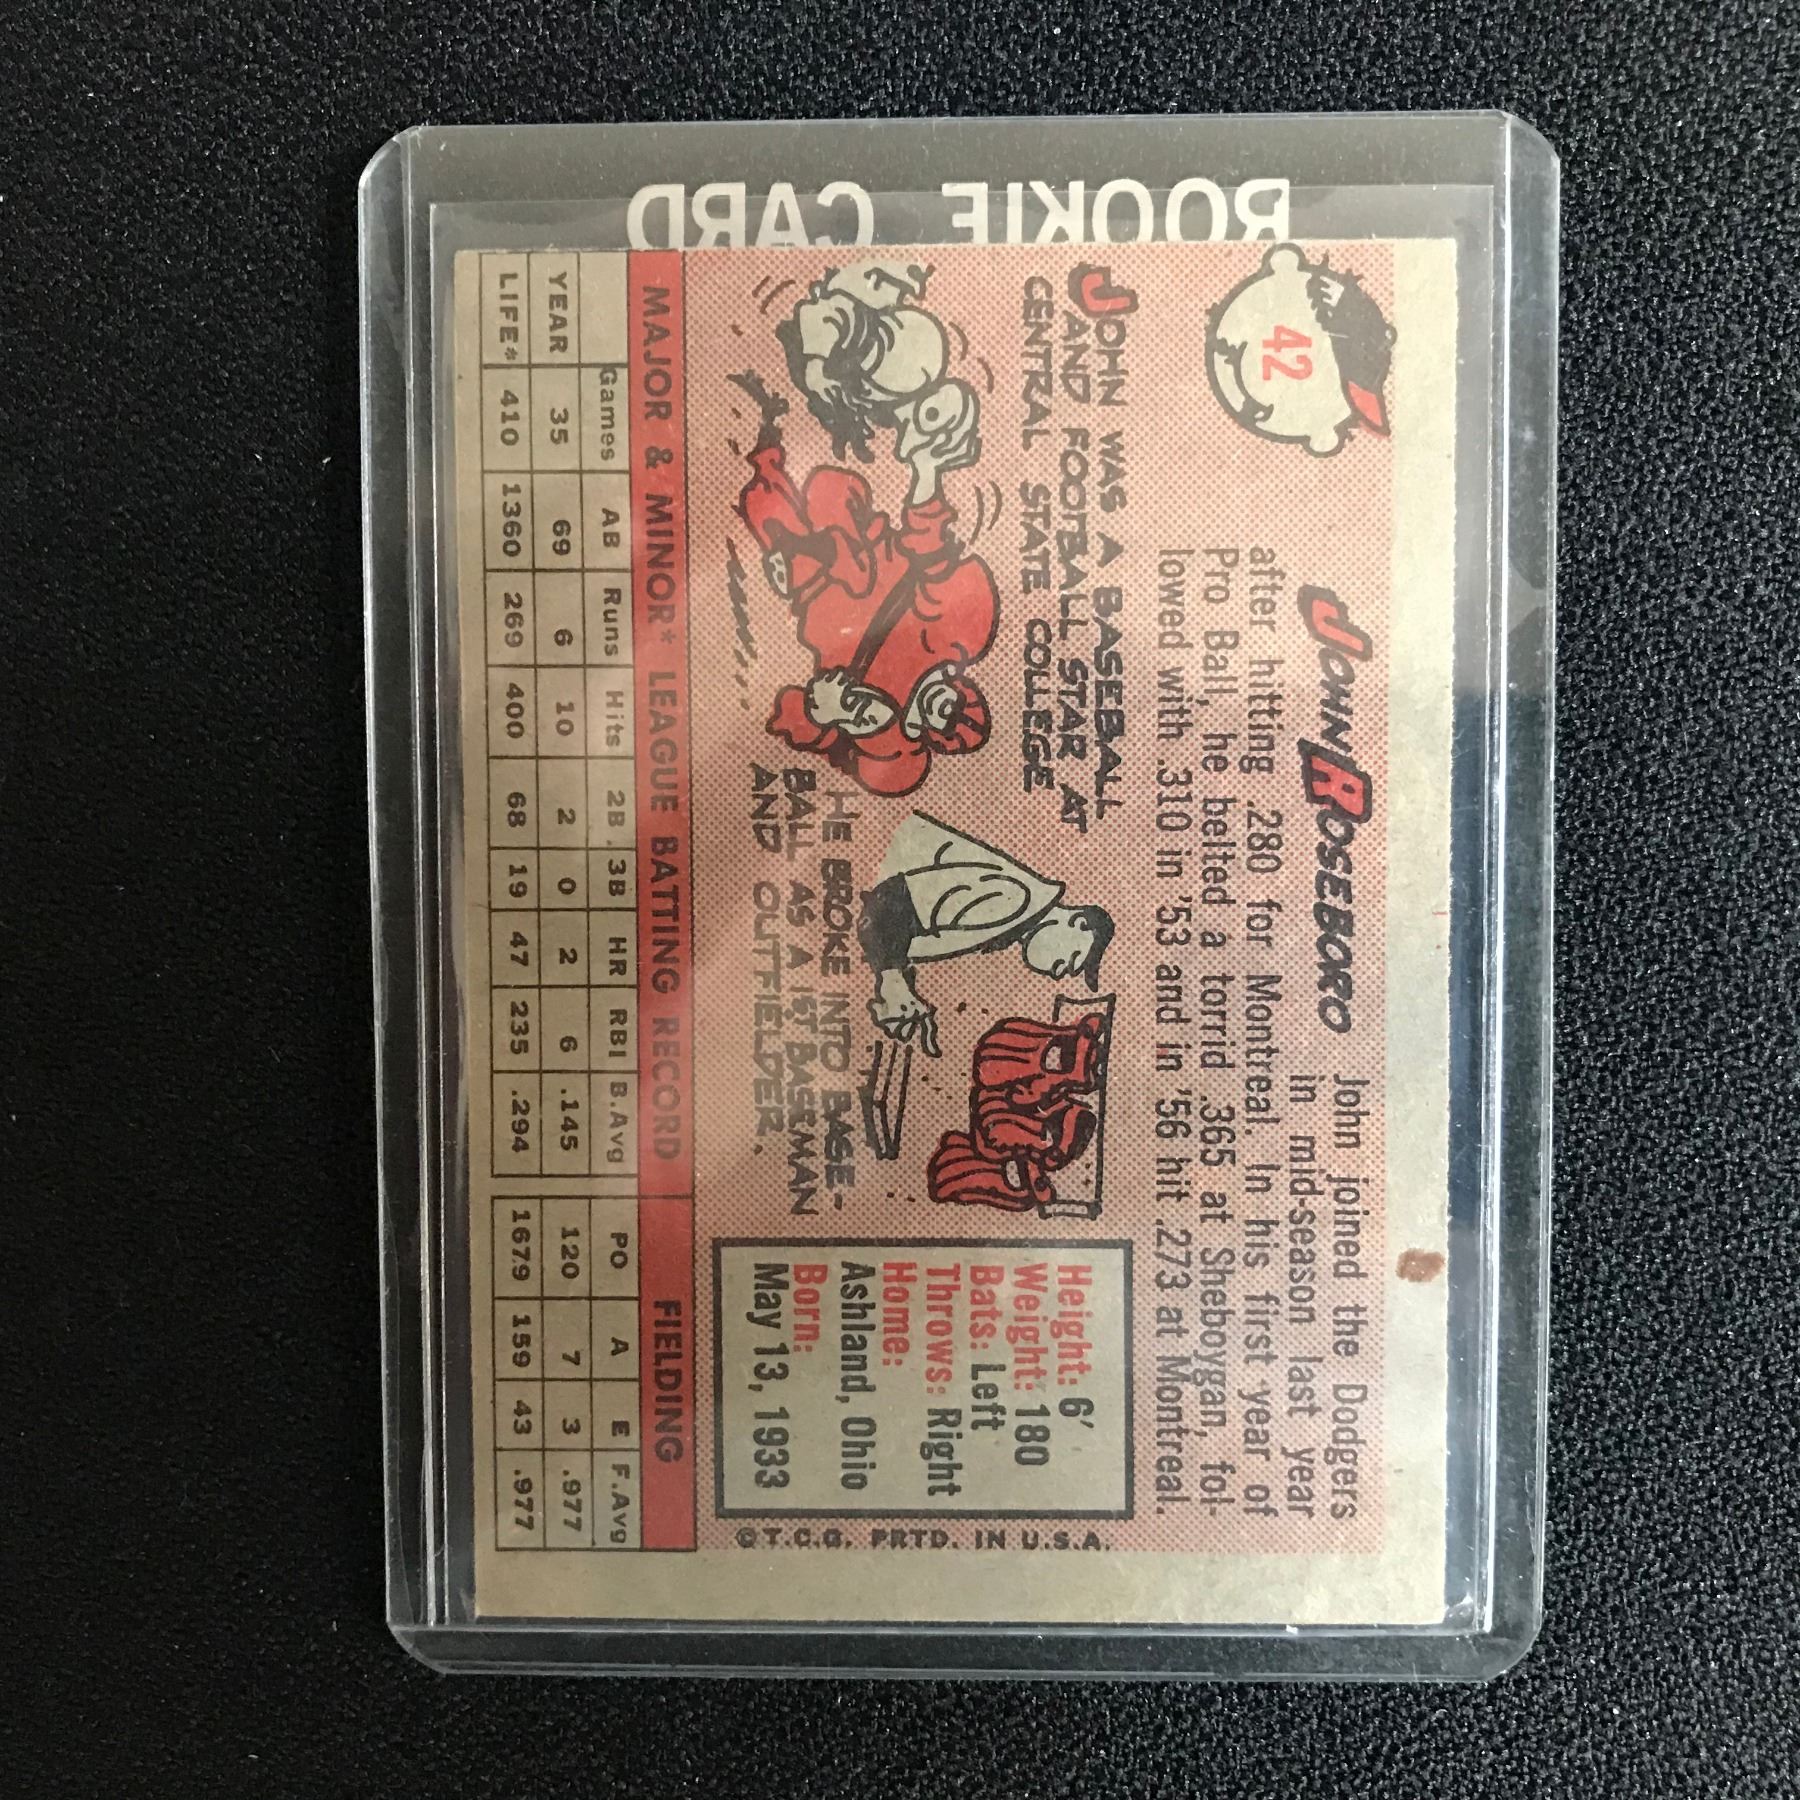 ROOKIE CARD
42
JOHN ROSEBORO
John joined the Dodgers
in mid-season last year
after hitting .280 for Montreal. In his first year of
Pro Ball, he belted a torrid .365 at Sheboygan, fol-
lowed with .310 in '53 and in '56 hit .273 at Montreal.
JOHN WAS A BASEBALL
AND FOOTBALL STAR AT
CENTRAL STATE COLLEGE
HE BROKE INTO BASE-
BALL AS A 1ST BASEMAN
AND OUTFIELDER.
Height: 6'
Weight: 180
Bats: Left
Throws: Right
Home:
Ashland, Ohio
Born:
May 13, 1933
© T.C.G. PRTD. IN U.S.A.
MAJOR & MINOR* LEAGUE BATTING RECORD FIELDING
Games AB Runs Hits 2B 3B HR RBI B.Avg PO A E F.Avg
YEAR 35 69 6 10 2 0 2 6 .145 120 7 3 .977
LIFE* 410 1360 269 400 68 19 47 235 .294 1679 159 43 .977